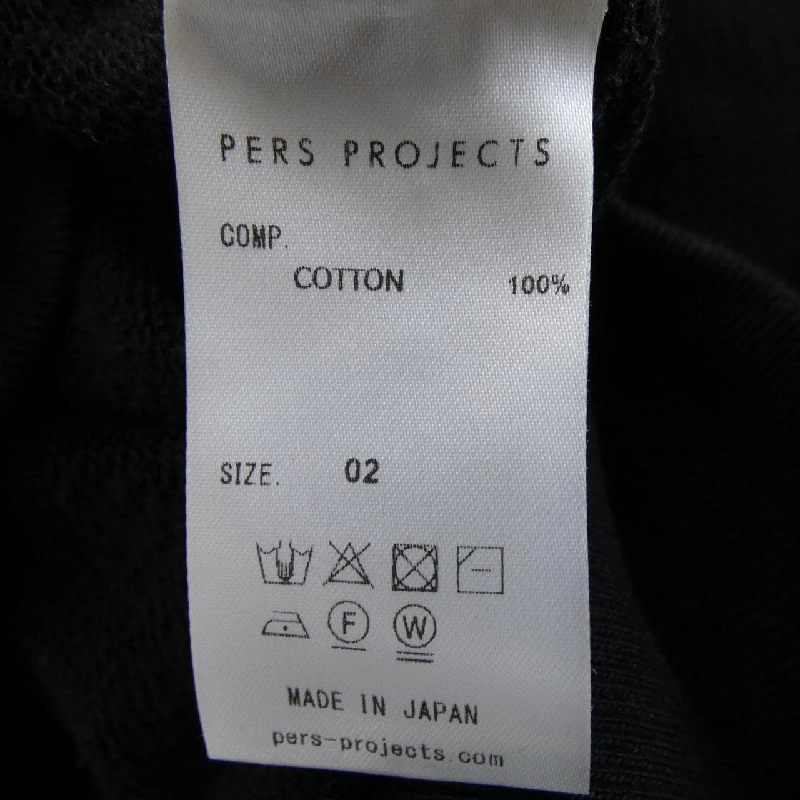 PERS PROJECTS
COMP.
COTTON 100%
SIZE. 02
F W
MADE IN JAPAN
pers-projects.com